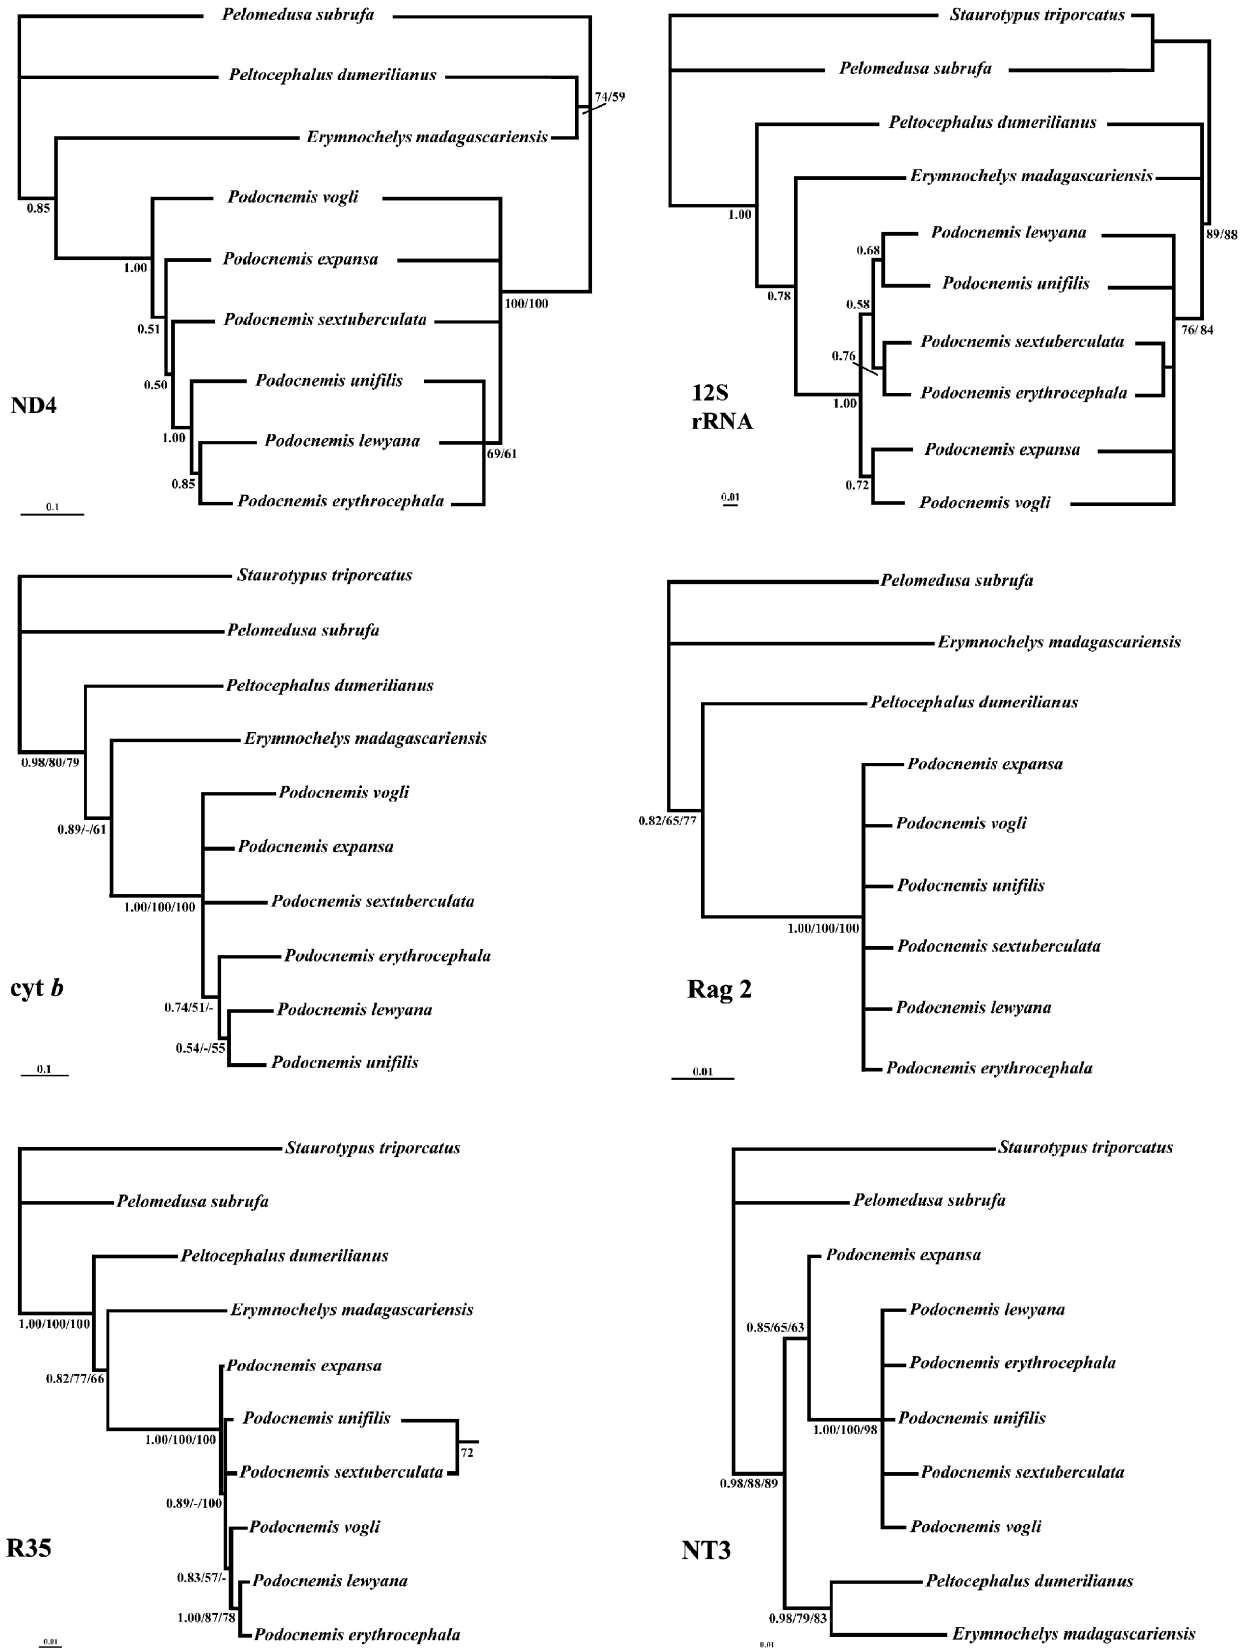 Pelomedusa subrufa
Peltocephalus dumerilianus
74/59
Erymnochelys madagascariensis
0.85
Podocnemis vogli
1.00
Podocnemis expansa
100/100
0.51
Podocnemis sextuberculata
0.50
Podocnemis unifilis
ND4
1.00
Podocnemis lewyana
69/61
0.85
Podocnemis erythrocephala
0.1
Staurotypus triporcatus
Pelomedusa subrufa
Peltocephalus dumerilianus
Erymnochelys madagascariensis
1.00
89/88
Podocnemis lewyana
0.68
Podocnemis unifilis
0.78
0.58
76/84
Podocnemis sextuberculata
0.76
12S
rRNA
Podocnemis erythrocephala
1.00
Podocnemis expansa
0.72
Podocnemis vogli
0.01
Staurotypus triporcatus
Pelomedusa subrufa
Peltocephalus dumerilianus
Erymnochelys madagascariensis
0.98/80/79
Podocnemis vogli
0.89/-/61
Podocnemis expansa
Podocnemis sextuberculata
1.00/100/100
Podocnemis erythrocephala
cyt b
0.74/51/-
Podocnemis lewyana
0.54/-/55
Podocnemis unifilis
0.1
Pelomedusa subrufa
Erymnochelys madagascariensis
Peltocephalus dumerilianus
Podocnemis expansa
0.82/65/77
Podocnemis vogli
Podocnemis unifilis
1.00/100/100
Podocnemis sextuberculata
Rag 2
Podocnemis lewyana
Podocnemis erythrocephala
0.01
Staurotypus triporcatus
Pelomedusa subrufa
Peltocephalus dumerilianus
Erymnochelys madagascariensis
1.00/100/100
Podocnemis expansa
0.82/77/66
Podocnemis unifilis
1.00/100/100
72
Podocnemis sextuberculata
0.89/-/100
Podocnemis vogli
R35
0.83/57/-
Podocnemis lewyana
1.00/87/78
Podocnemis erythrocephala
0.01
Staurotypus triporcatus
Pelomedusa subrufa
Podocnemis expansa
Podocnemis lewyana
0.85/65/63
Podocnemis erythrocephala
Podocnemis unifilis
1.00/100/98
Podocnemis sextuberculata
0.98/88/89
Podocnemis vogli
NT3
Peltocephalus dumerilianus
0.98/79/83
Erymnochelys madagascariensis
0.01